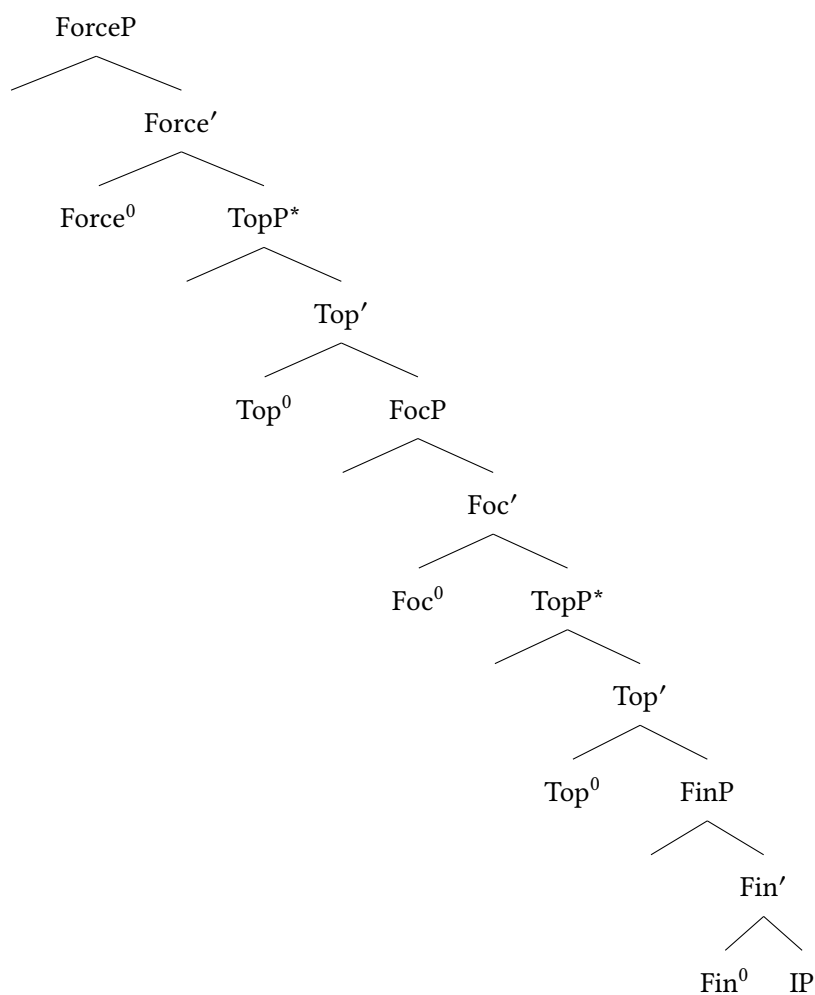 ForceP
Force′
Force⁰ TopP*
Top′
Top⁰ FocP
Foc′
Foc⁰ TopP*
Top′
Top⁰ FinP
Fin′
Fin⁰ IP